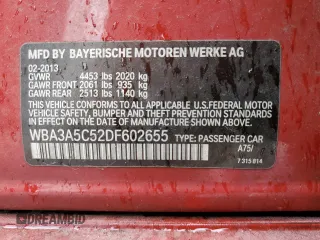 MFD BY BAYERISCHE MOTOREN WERKE AG
02-2013
GVWR 4453 lbs 2020 kg
GAWR FRONT 2061 lbs 935 kg
GAWR REAR 2513 lbs 1140 kg
THIS VEHICLE CONFORMS TO ALL APPLICABLE
FEDERAL MOTOR VEHICLE SAFETY, BUMPER,
AND THEFT PREVENTION STANDARDS IN
EFFECT ON THE DATE OF MANUFACTURE
SHOWN ABOVE.
WBA3A5C52DF602655
TYPE: PASSENGER CAR
A75/
7 315 814
DREAMBID